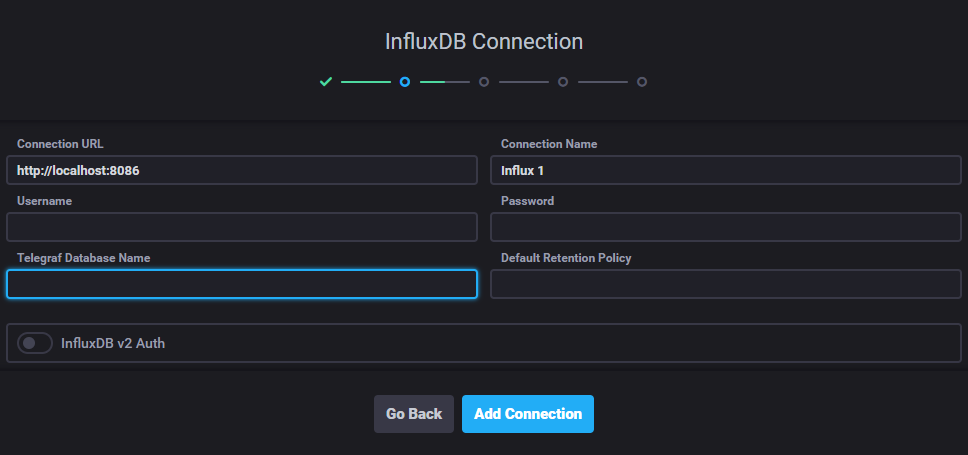 InfluxDB Connection
Connection URL
Connection Name
http://localhost:8086
Influx 1
Username
Password
Telegraf Database Name
Default Retention Policy
InfluxDB v2 Auth
Go Back
Add Connection